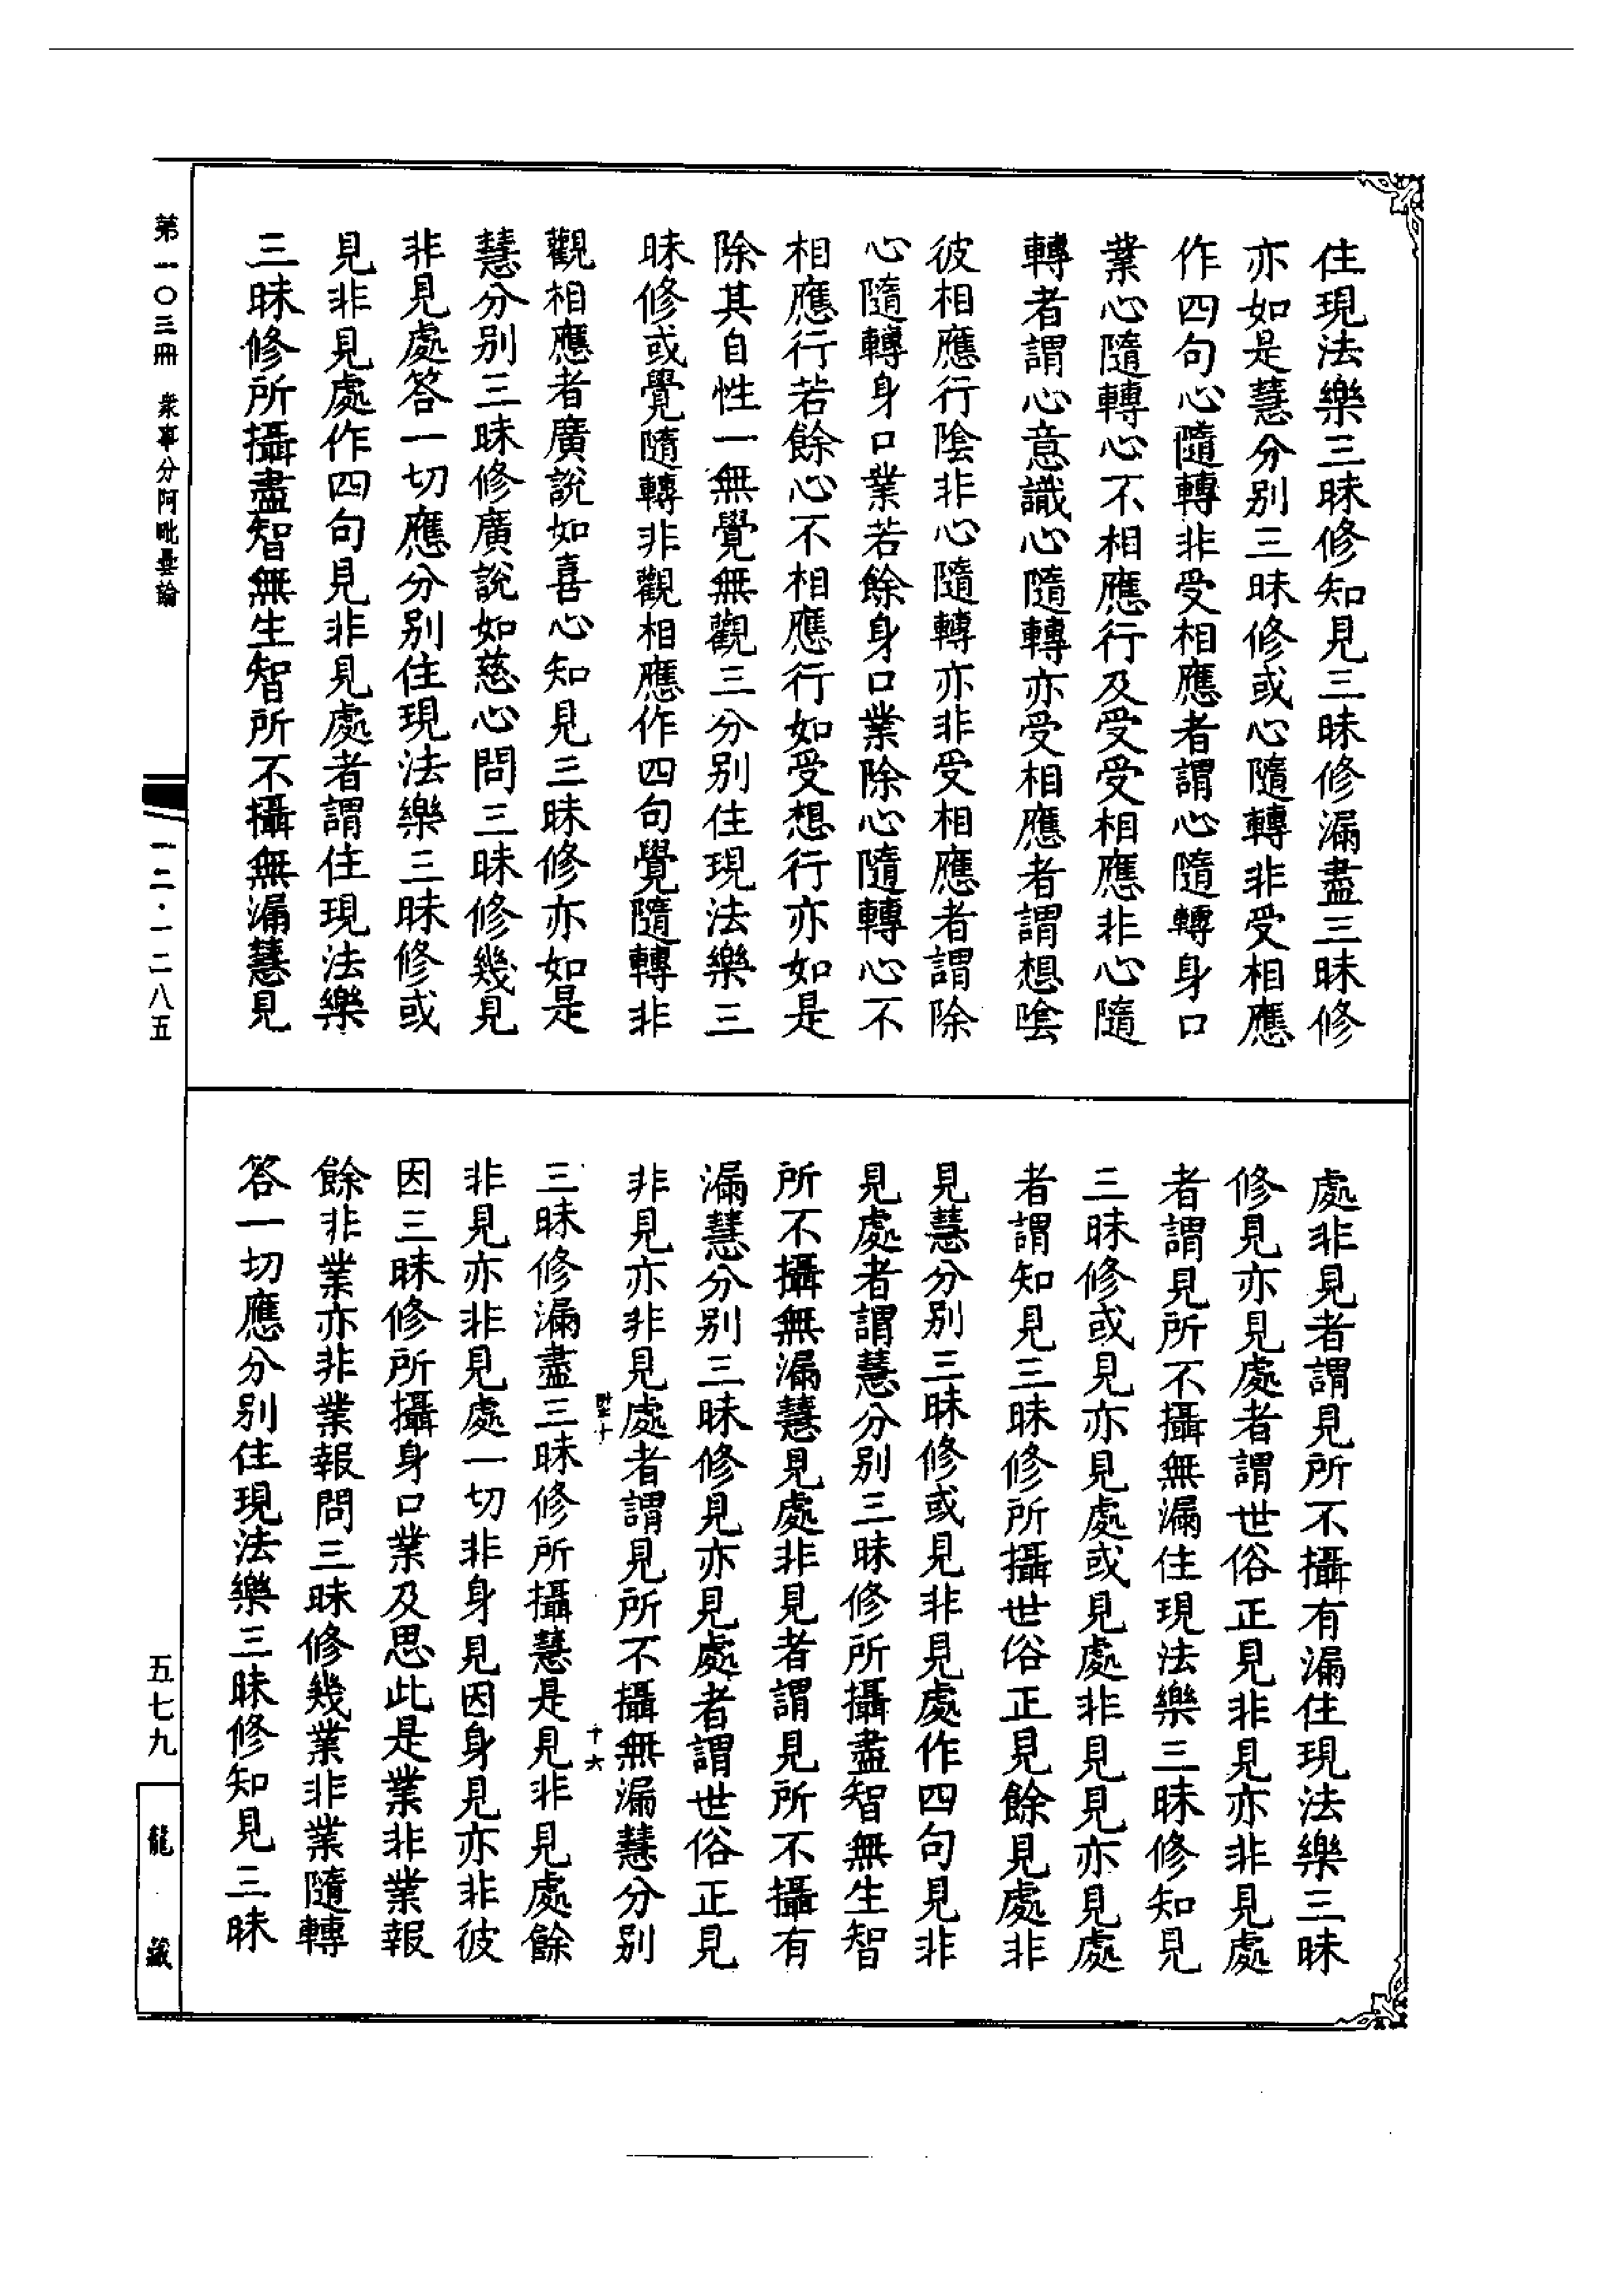 住現法樂三昧修知見三昧修漏盡三昧修
亦如是慧分別三昧修或心隨轉非受相應
作四句心隨轉非受相應者謂心隨轉身口
業心隨轉心不相應行及受受相應非心隨
轉者謂心意識心隨轉亦受相應者謂想陰
彼相應行陰非心隨轉亦非受相應者謂除
心隨轉身口業若餘身口業除心隨轉心不
相應行若餘心不相應行如受想行亦如是
除其自性一無覺無觀三分別住現法樂三
昧修或覺隨轉非觀相應作四句覺隨轉非
觀相應者廣說如喜心知見三昧修亦如是
慧分別三昧修廣說如慈心問三昧修幾見
非見處答一切應分別住現法樂三昧修或
見非見處作四句見非見處者謂住現法樂
三昧修所攝盡智無生智所不攝無漏慧見
處非見者謂見所不攝有漏住現法樂三昧
修見亦見處者謂世俗正見非見亦非見處
者謂見所不攝無漏住現法樂三昧修知見
三昧修或見亦見處或見處非見見亦見處
者謂知見三昧修所攝世俗正見餘見處非
見慧分別三昧修或見非見處作四句見非
見處者謂慧分別三昧修所攝盡智無生智
所不攝無漏慧見處非見者謂見所不攝有
漏慧分別三昧修見亦見處者謂世俗正見
非見亦非見處者謂見所不攝無漏慧分別
十六
三昧修漏盡三昧修所攝慧是見非見處餘
非見亦非見處一切非身見因身見亦非彼
因三昧修所攝身口業及思此是業非業報
餘非業亦非業報問三昧修幾業非業隨轉
答一切應分別住現法樂三昧修知見三昧
第一〇三冊 衆事分阿毗曇論
一二·一二八五
五七九
龍藏